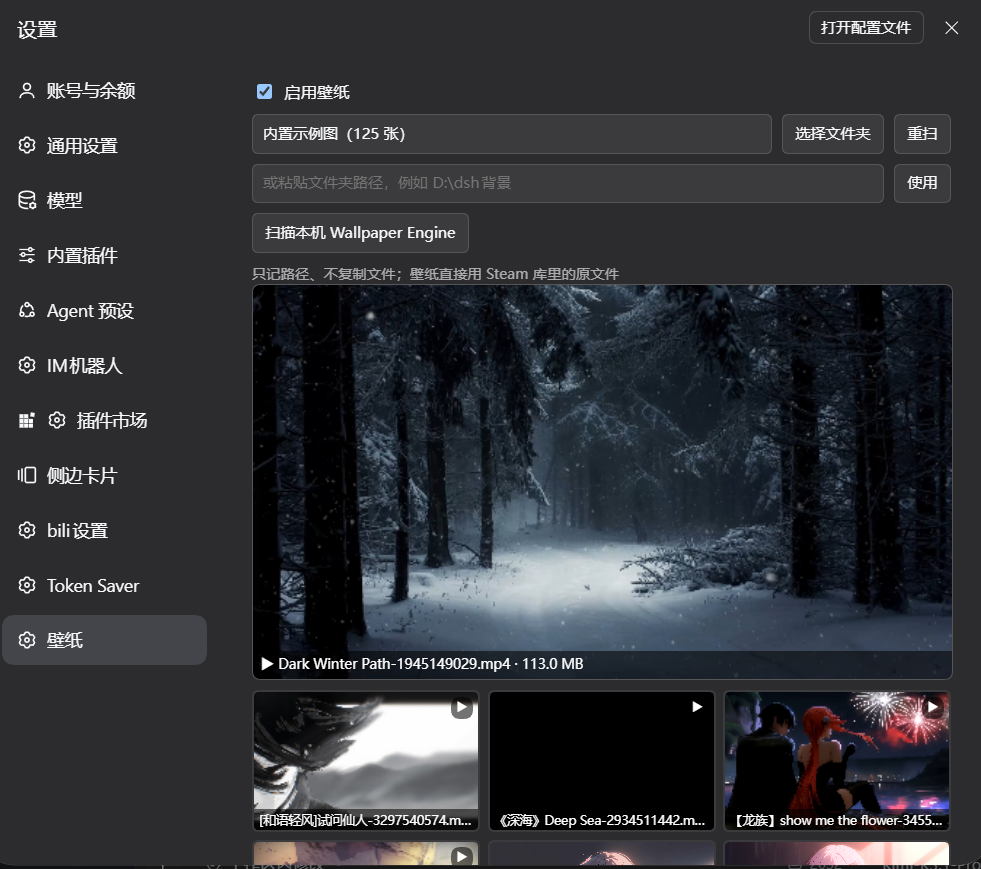 设置
打开配置文件
账号与余额
通用设置
模型
内置插件
Agent 预设
IM机器人
插件市场
侧边卡片
bili设置
Token Saver
壁纸
启用壁纸
内置示例图（125 张）
选择文件夹
重扫
或粘贴文件夹路径，例如 D:\dsh背景
使用
扫描本机 Wallpaper Engine
只记路径、不复制文件；壁纸直接用 Steam 库里的原文件
Dark Winter Path-1945149029.mp4 · 113.0 MB
[和语轻风]试问仙人-3297540574.m...
《深海》Deep Sea-2934511442.m...
【龙族】show me the flower-3455...